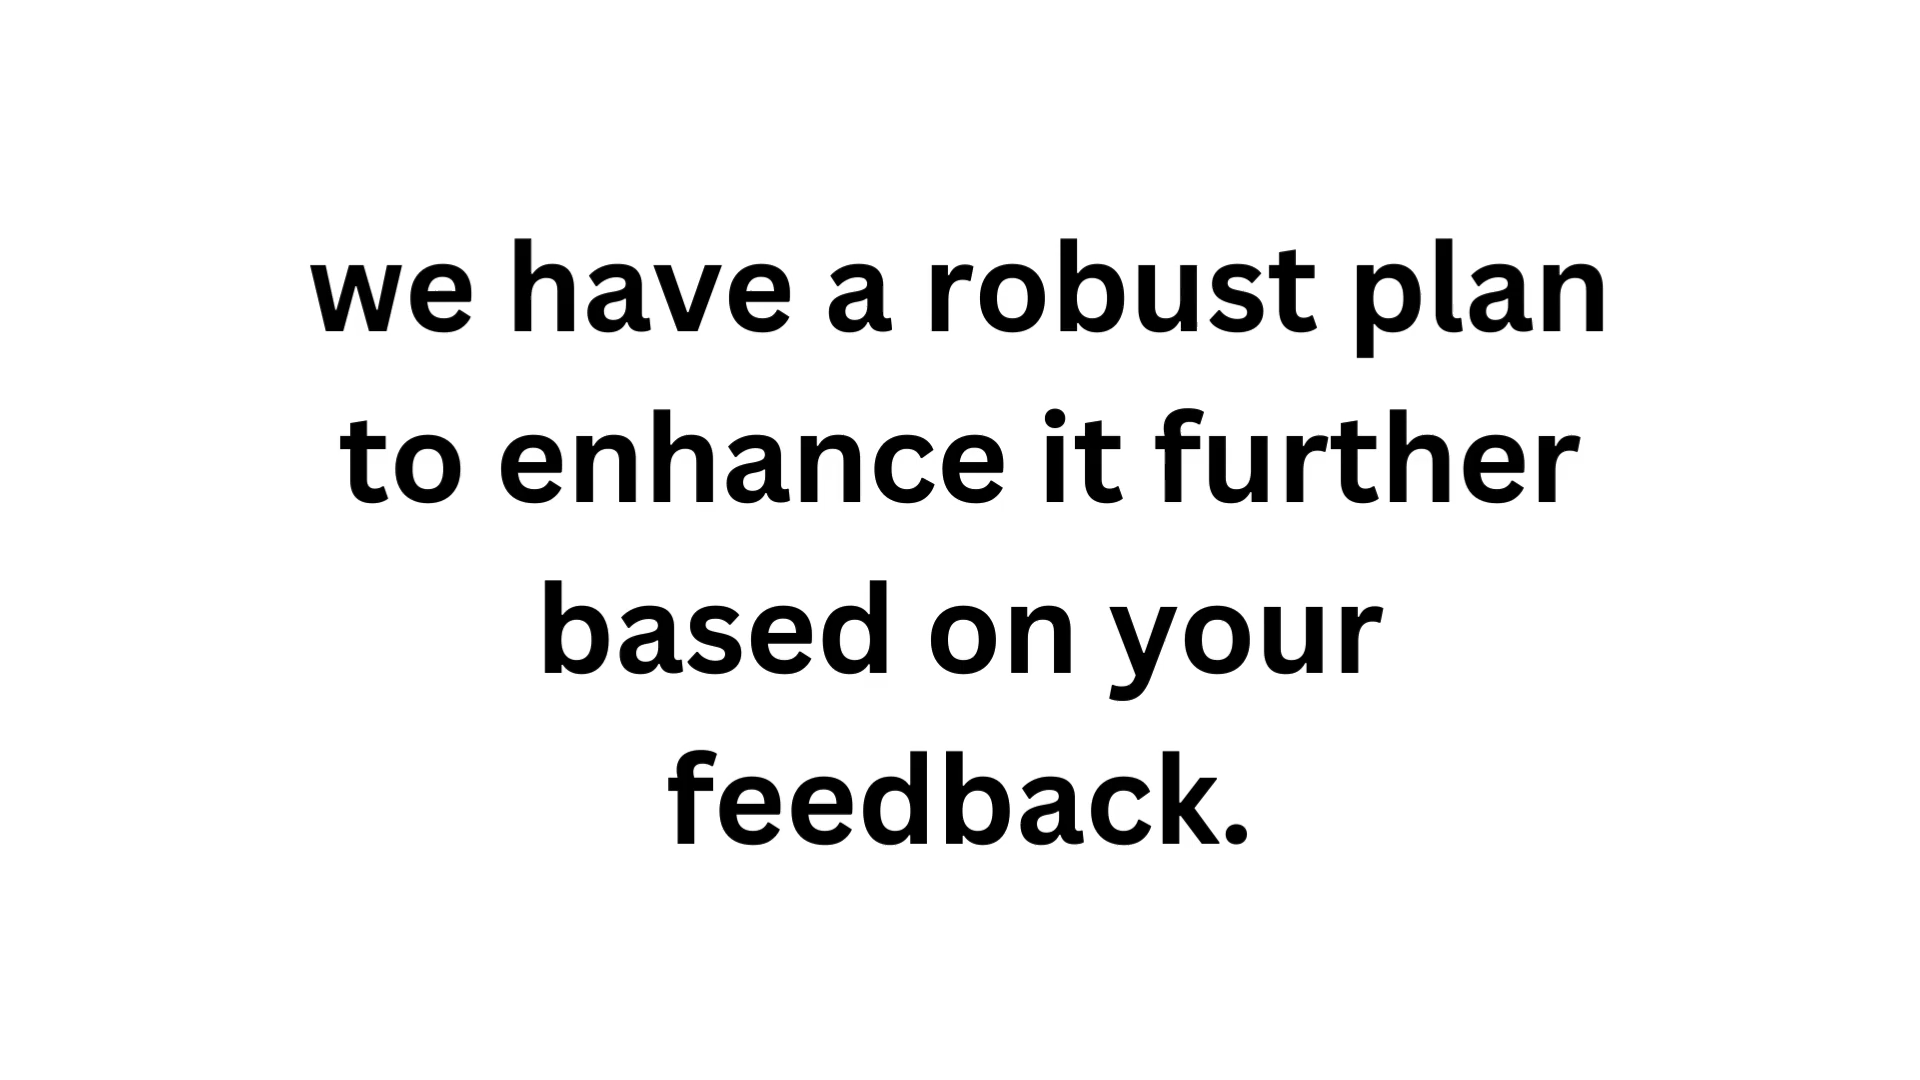 we have a robust plan
to enhance it further
based on your
feedback.